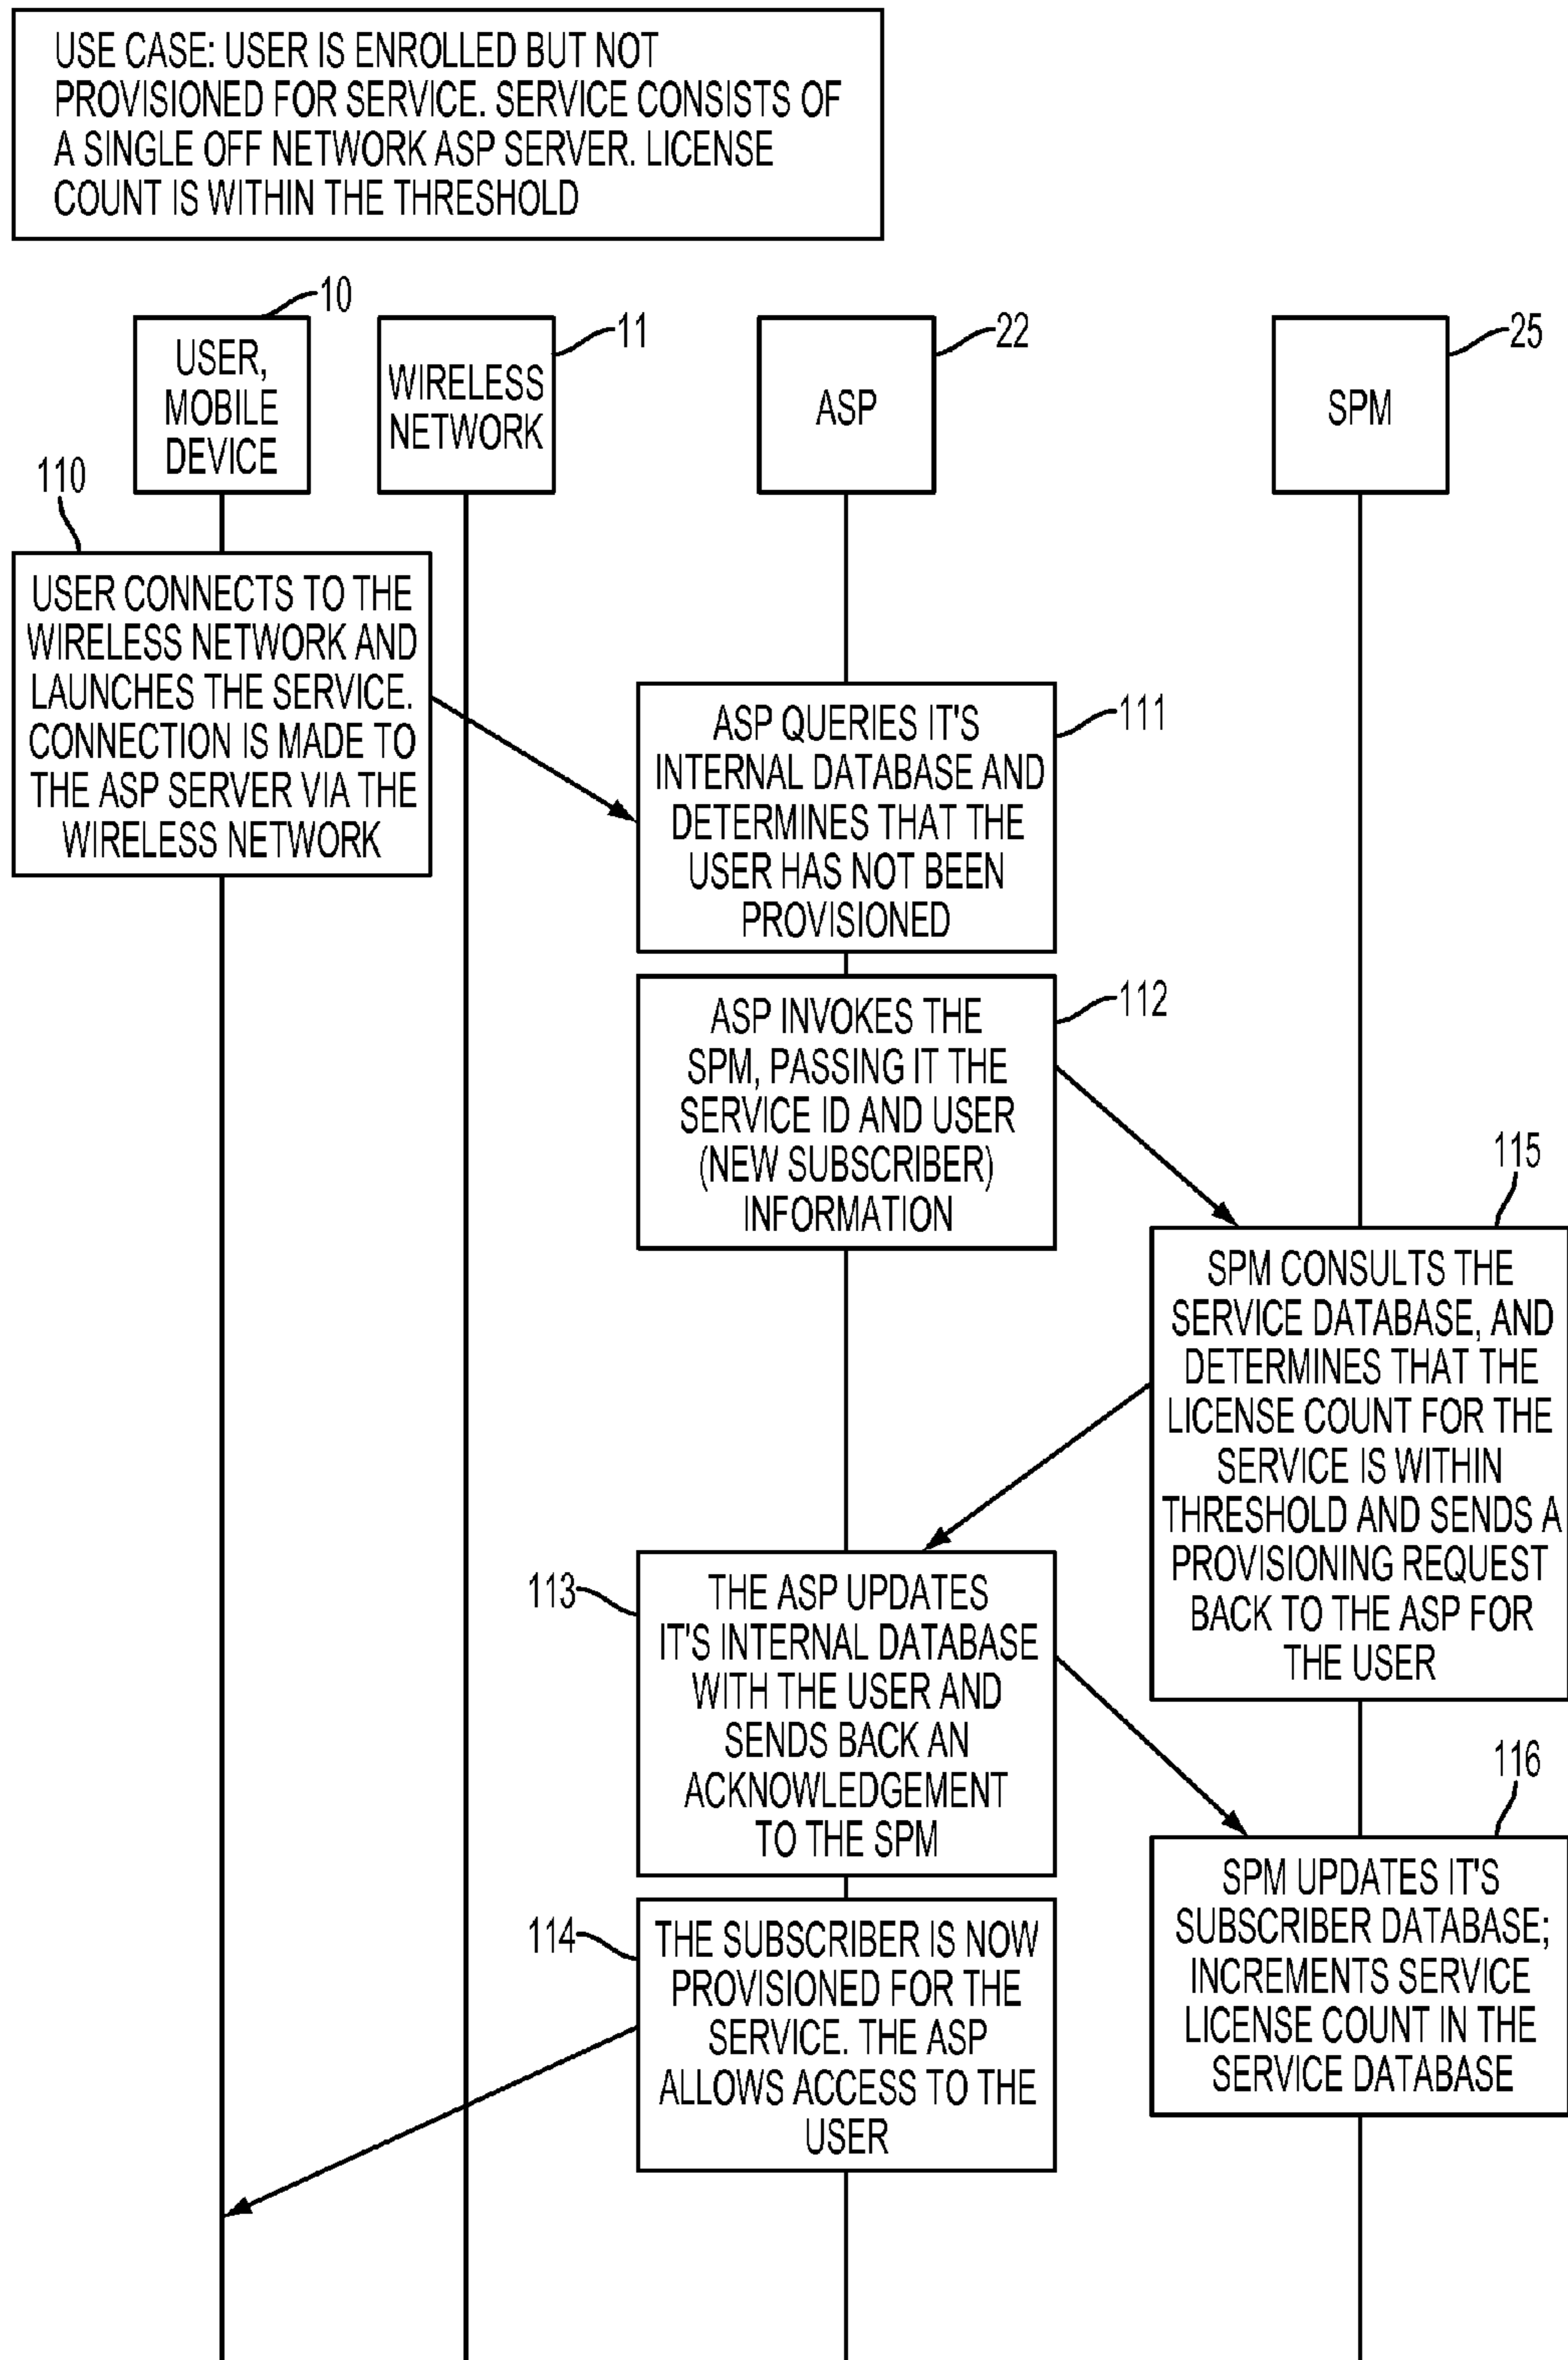 USE CASE: USER IS ENROLLED BUT NOT
PROVISIONED FOR SERVICE. SERVICE CONSISTS OF
A SINGLE OFF NETWORK ASP SERVER. LICENSE
COUNT IS WITHIN THE THRESHOLD
10
USER,
MOBILE
DEVICE
11
WIRELESS
NETWORK
22
ASP
25
SPM
110
USER CONNECTS TO THE
WIRELESS NETWORK AND
LAUNCHES THE SERVICE.
CONNECTION IS MADE TO
THE ASP SERVER VIA THE
WIRELESS NETWORK
111
ASP QUERIES IT'S
INTERNAL DATABASE AND
DETERMINES THAT THE
USER HAS NOT BEEN
PROVISIONED
112
ASP INVOKES THE
SPM, PASSING IT THE
SERVICE ID AND USER
(NEW SUBSCRIBER)
INFORMATION
115
SPM CONSULTS THE
SERVICE DATABASE, AND
DETERMINES THAT THE
LICENSE COUNT FOR THE
SERVICE IS WITHIN
THRESHOLD AND SENDS A
PROVISIONING REQUEST
BACK TO THE ASP FOR
THE USER
113
THE ASP UPDATES
IT'S INTERNAL DATABASE
WITH THE USER AND
SENDS BACK AN
ACKNOWLEDGEMENT
TO THE SPM
116
SPM UPDATES IT'S
SUBSCRIBER DATABASE;
INCREMENTS SERVICE
LICENSE COUNT IN THE
SERVICE DATABASE
114
THE SUBSCRIBER IS NOW
PROVISIONED FOR THE
SERVICE. THE ASP
ALLOWS ACCESS TO THE
USER